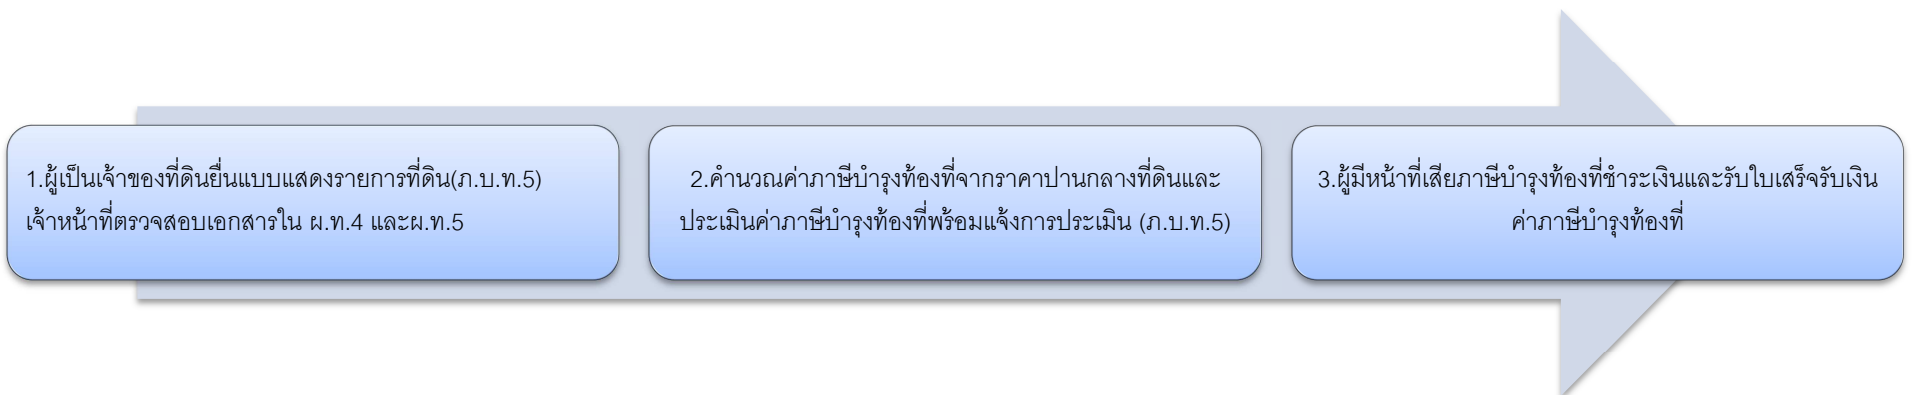 1.ผู้เป็นเจ้าของที่ดินยื่นแบบแสดงรายการที่ดิน(ภ.บ.ท.5)
เจ้าหน้าที่ตรวจสอบเอกสารใน ผ.ท.4 และผ.ท.5
2.คำนวณค่าภาษีบำรุงท้องที่จากราคาปานกลางที่ดินและ
ประเมินค่าภาษีบำรุงท้องที่พร้อมแจ้งการประเมิน (ภ.บ.ท.5)
3.ผู้มีหน้าที่เสียภาษีบำรุงท้องที่ชำระเงินและรับใบเสร็จรับเงิน
ค่าภาษีบำรุงท้องที่